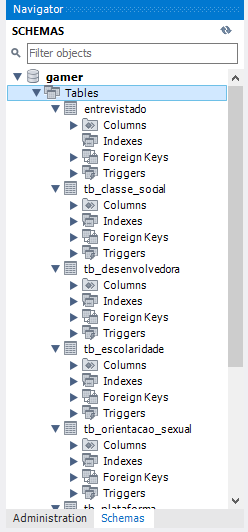 Navigator
SCHEMAS
Filter objects
gamer
Tables
entrevistado
Columns
Indexes
Foreign Keys
Triggers
tb_classe_social
Columns
Indexes
Foreign Keys
Triggers
tb_desenvolvedora
Columns
Indexes
Foreign Keys
Triggers
tb_escolaridade
Columns
Indexes
Foreign Keys
Triggers
tb_orientacao_sexual
Columns
Indexes
Foreign Keys
Triggers
tb_plataforma
Administration Schemas